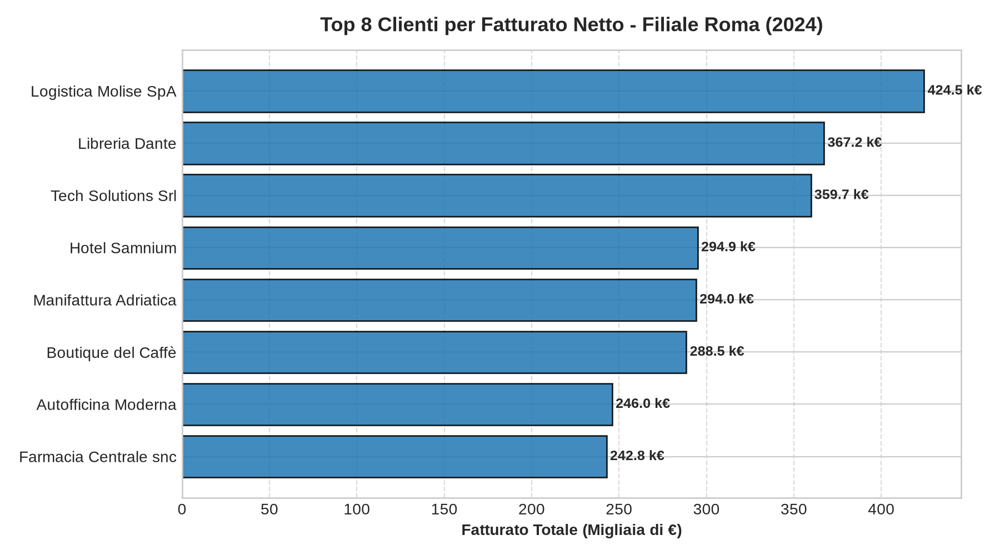 Top 8 Clienti per Fatturato Netto - Filiale Roma (2024)
Logistica Molise SpA 424.5 k€
Libreria Dante 367.2 k€
Tech Solutions Srl 359.7 k€
Hotel Samnium 294.9 k€
Manifattura Adriatica 294.0 k€
Boutique del Caffè 288.5 k€
Autofficina Moderna 246.0 k€
Farmacia Centrale snc 242.8 k€
0 50 100 150 200 250 300 350 400
Fatturato Totale (Migliaia di €)